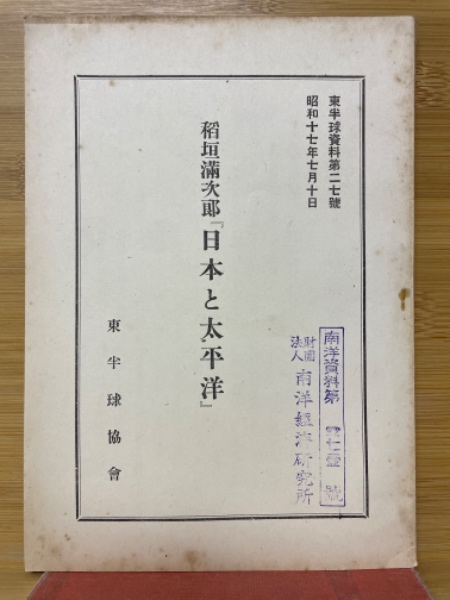 東半球資料第二七號
昭和十七年七月十日
稻垣滿次郎『日本と太平洋』
東半球協會
南洋資料第
號
財團法人
南洋經濟研究所